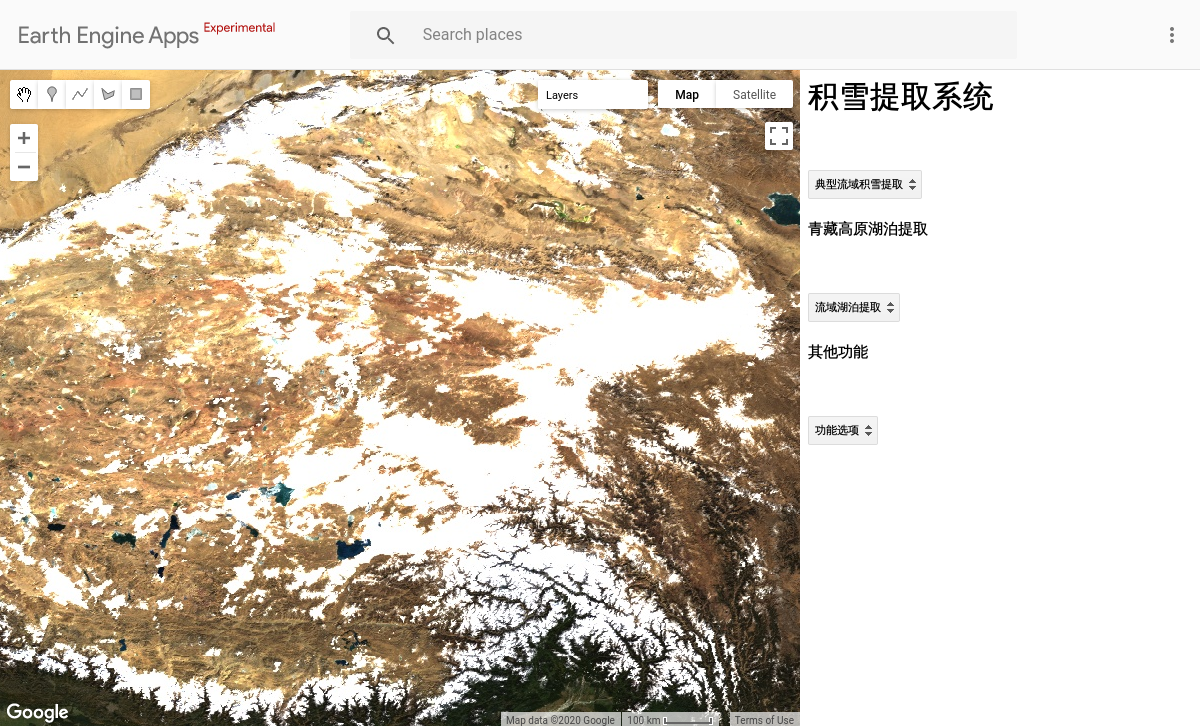 Earth Engine Apps Experimental
Search places
Layers
Map
Satellite
积雪提取系统
典型流域积雪提取
青藏高原湖泊提取
流域湖泊提取
其他功能
功能选项
Google
Map data ©2020 Google
100 km
Terms of Use